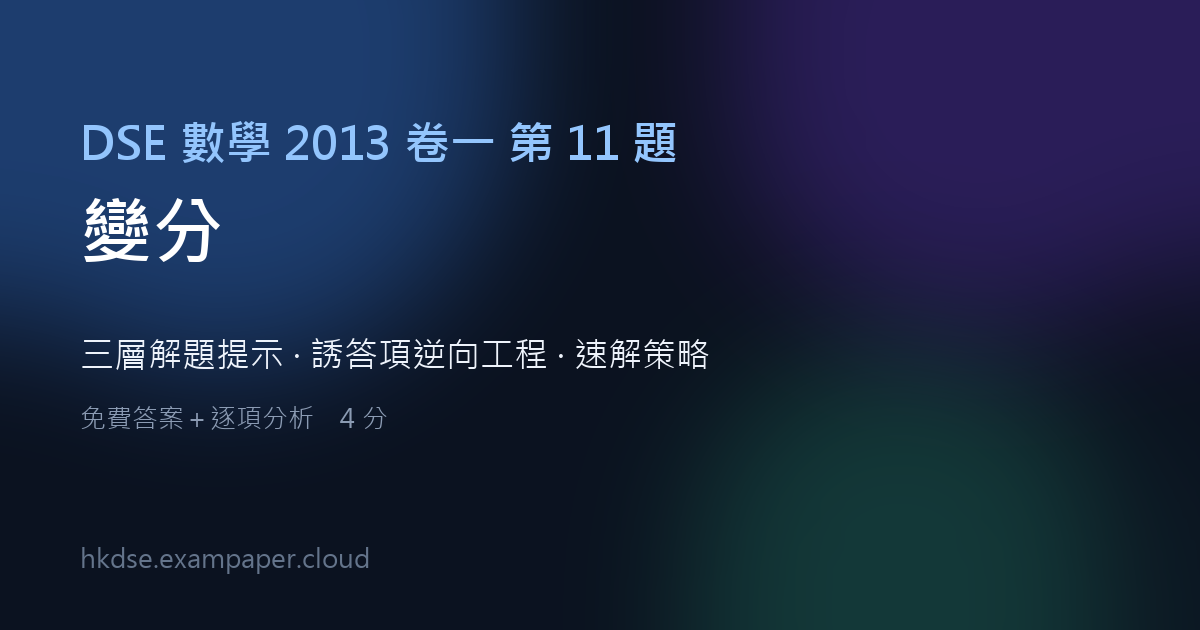 DSE 數學 2013 卷一 第 11 題
變分
三層解題提示 · 誘答項逆向工程 · 速解策略
免費答案 + 逐項分析 4 分
hkdse.exampaper.cloud